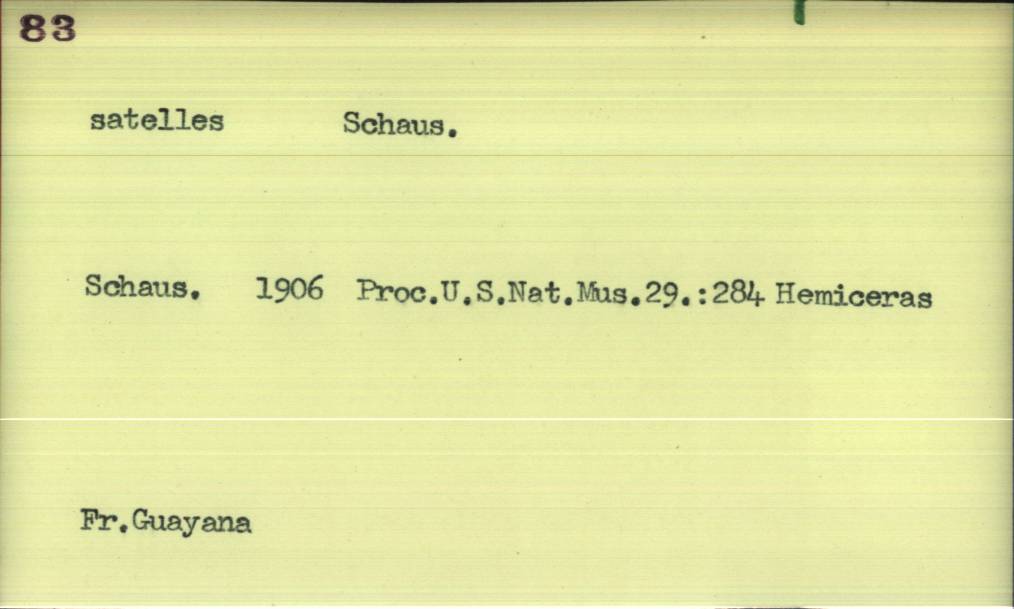 83
satelles Schaus.
Schaus. 1906 Proc.U.S.Nat.Mus.29.:284 Hemiceras
Fr.Guayana